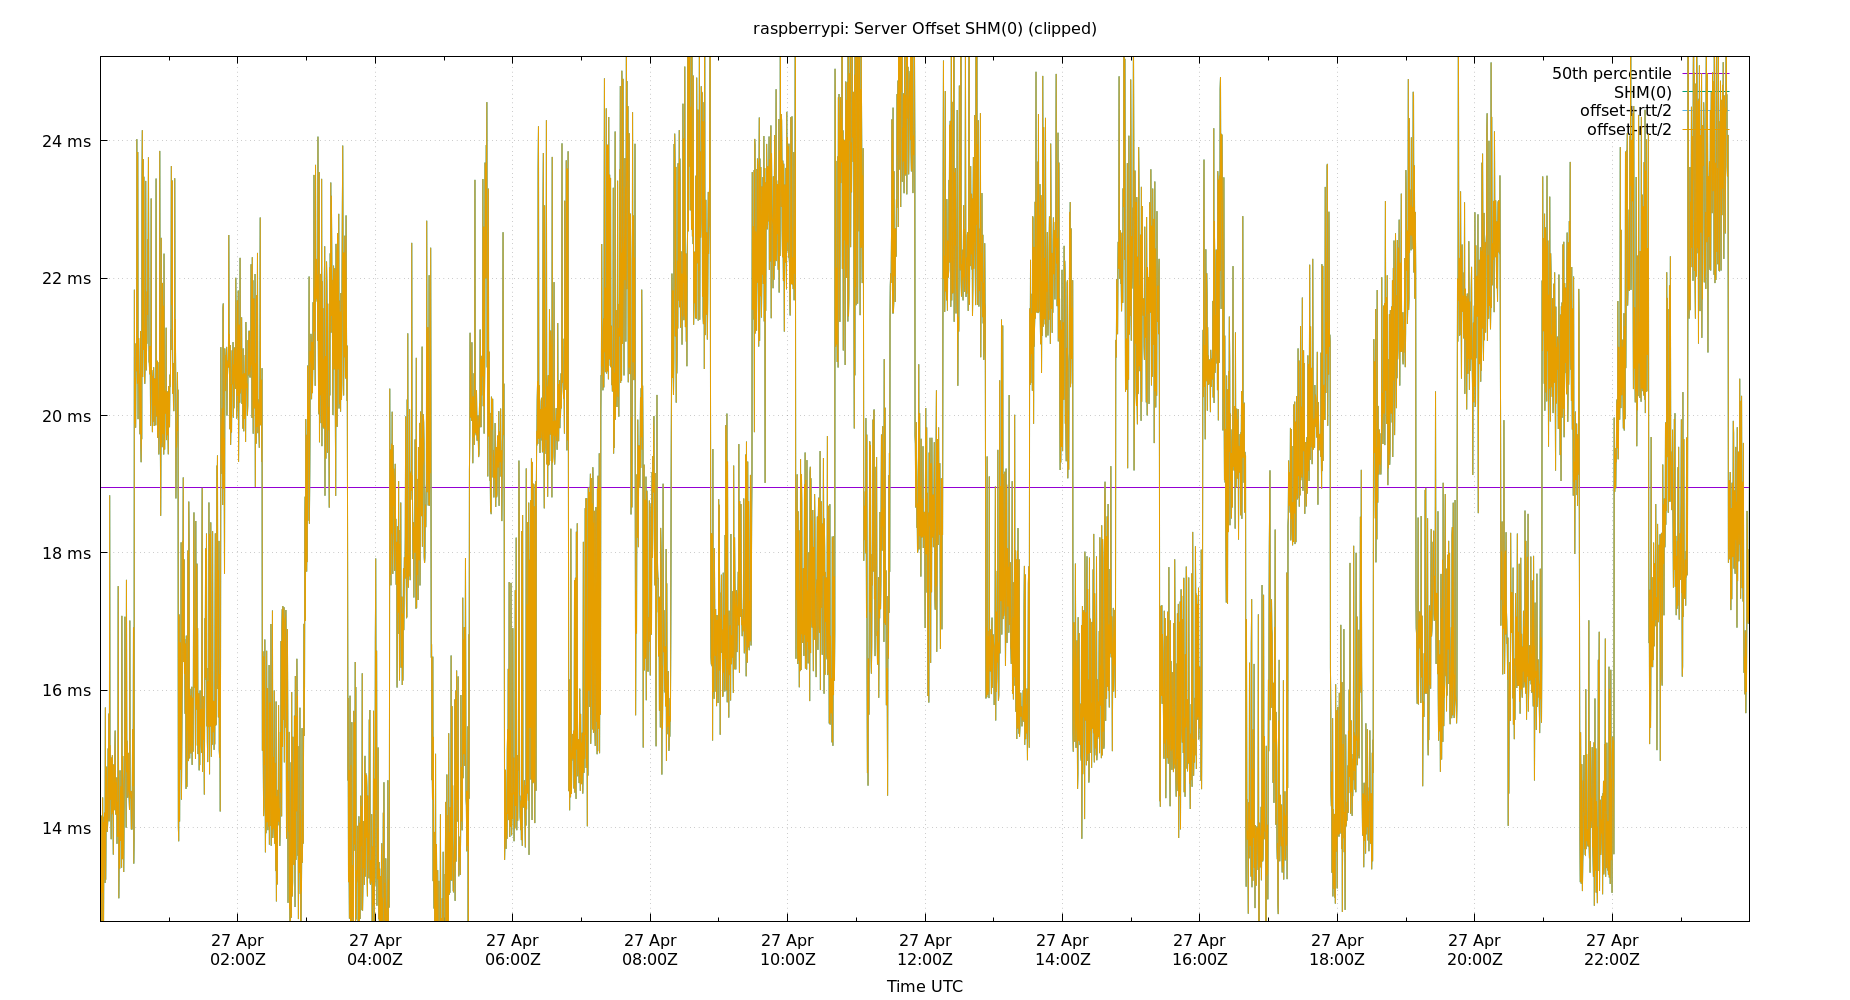 raspberrypi: Server Offset SHM(0) (clipped)
50th percentile
SHM(0)
offset+rtt/2
offset-rtt/2
24 ms
22 ms
20 ms
18 ms
16 ms
14 ms
27 Apr 27 Apr 27 Apr 27 Apr 27 Apr 27 Apr 27 Apr 27 Apr 27 Apr 27 Apr 27 Apr
02:00Z 04:00Z 06:00Z 08:00Z 10:00Z 12:00Z 14:00Z 16:00Z 18:00Z 20:00Z 22:00Z
Time UTC